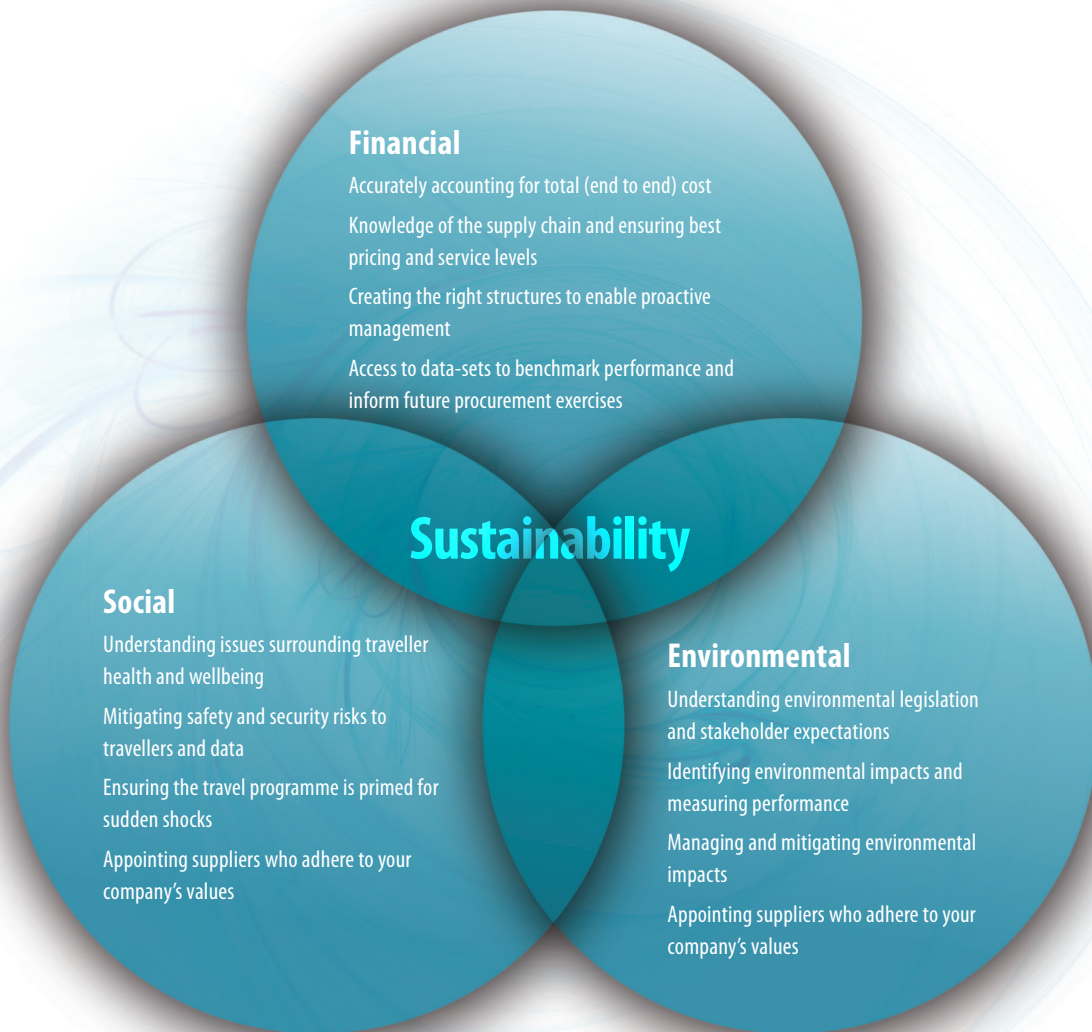 Financial
Accurately accounting for total (end to end) cost
Knowledge of the supply chain and ensuring best
pricing and service levels
Creating the right structures to enable proactive
management
Access to data-sets to benchmark performance and
inform future procurement exercises
Sustainability
Social
Understanding issues surrounding traveller
health and wellbeing
Mitigating safety and security risks to
travellers and data
Ensuring the travel programme is primed for
sudden shocks
Appointing suppliers who adhere to your
company’s values
Environmental
Understanding environmental legislation
and stakeholder expectations
Identifying environmental impacts and
measuring performance
Managing and mitigating environmental
impacts
Appointing suppliers who adhere to your
company’s values